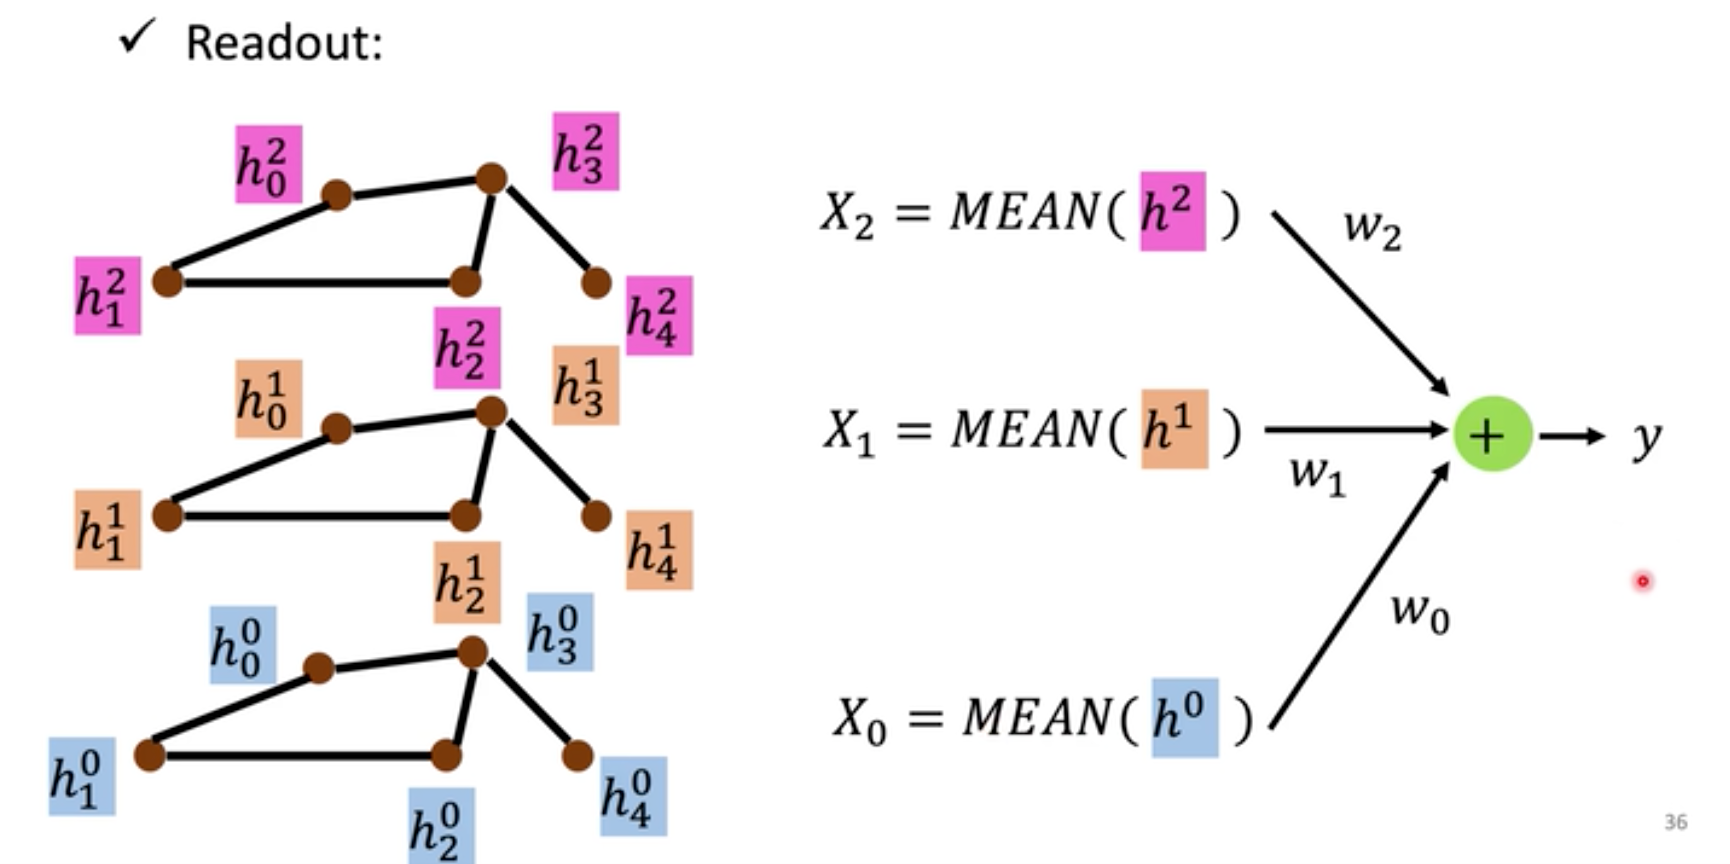 ✓ Readout:
h_0^2
h_3^2
h_1^2
h_2^2
h_4^2
h_0^1
h_3^1
h_1^1
h_2^1
h_4^1
h_0^0
h_3^0
h_1^0
h_2^0
h_4^0
X_2 = MEAN( h^2 )
w_2
X_1 = MEAN( h^1 )
w_1
+
y
w_0
X_0 = MEAN( h^0 )
36